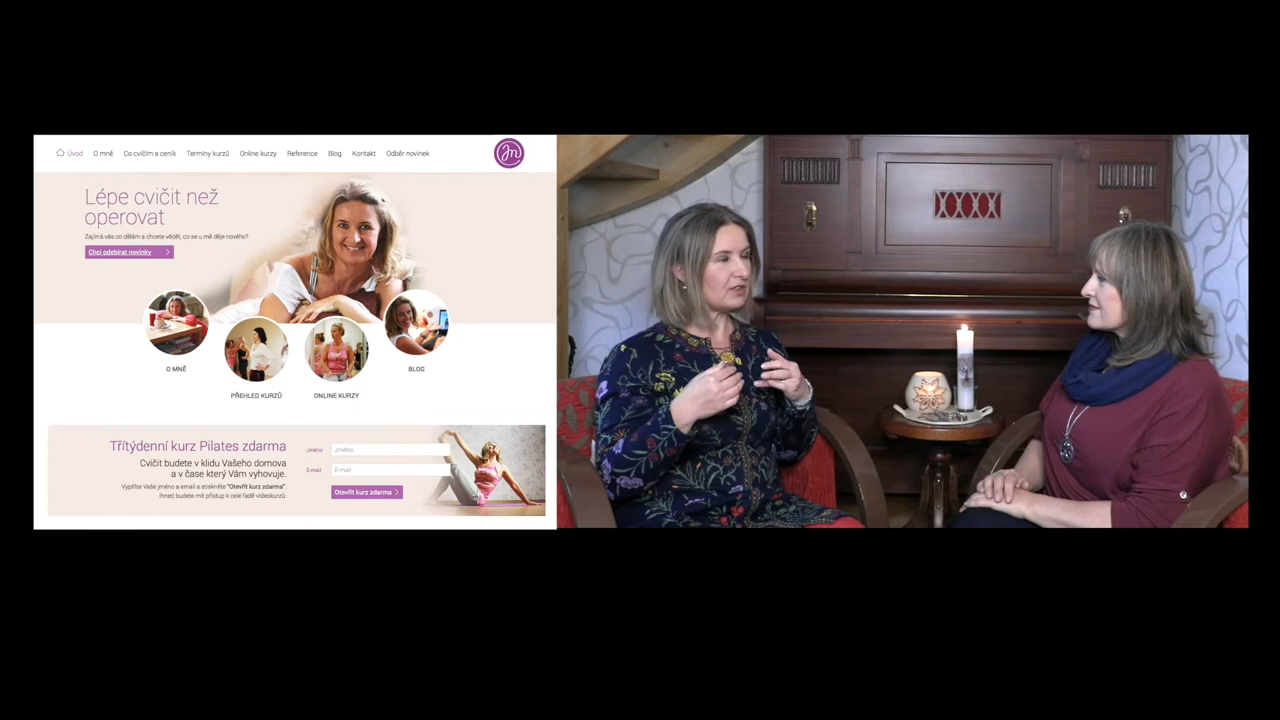 Úvod O mně Co cvičím a ceník Termíny kurzů Online kurzy Reference Blog Kontakt Odběr novinek
Lépe cvičit než
operovat
Zajímá vás co dělám a chcete vědět, co se u mě děje nového?
Chci odebírat novinky
O MNĚ
BLOG
PŘEHLED KURZŮ
ONLINE KURZY
Třítýdenní kurz Pilates zdarma
Cvičit budete v klidu Vašeho domova
a v čase který Vám vyhovuje.
Vyplňte Vaše jméno a email a stiskněte "Otevřít kurz zdarma".
Ihned budete mít přístup k celé řadě videokurzů.
Jméno Jméno
E-mail E-mail
Otevřít kurz zdarma